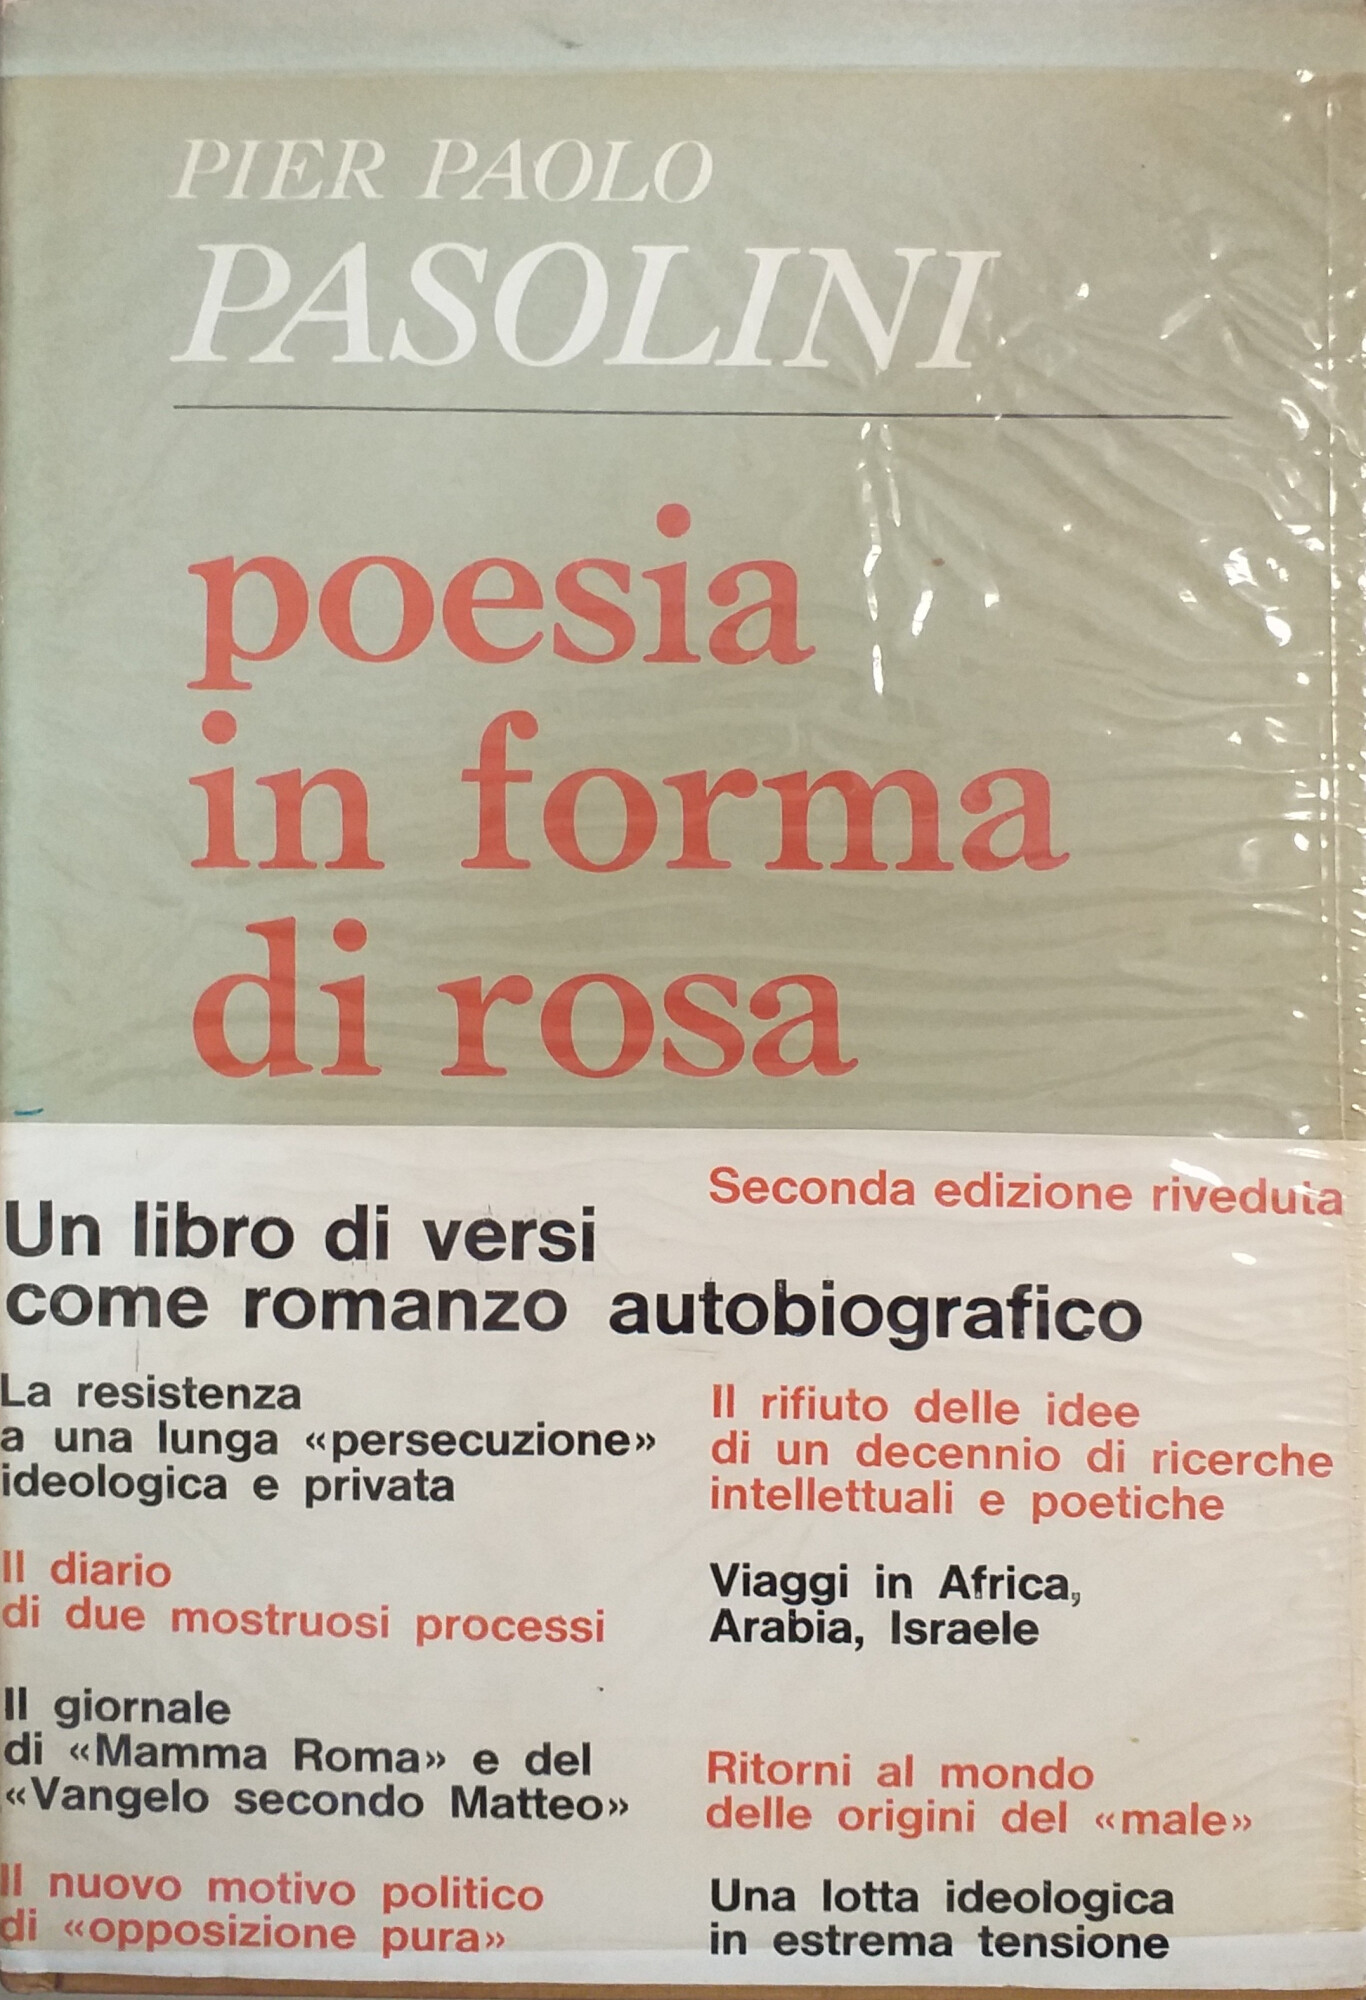 PIER PAOLO
PASOLINI
poesia
in forma
di rosa
Seconda edizione riveduta
Un libro di versi
come romanzo autobiografico
La resistenza
a una lunga «persecuzione»
ideologica e privata
Il diario
di due mostruosi processi
Il giornale
di «Mamma Roma» e del
«Vangelo secondo Matteo»
Il nuovo motivo politico
di «opposizione pura»
Il rifiuto delle idee
di un decennio di ricerche
intellettuali e poetiche
Viaggi in Africa,
Arabia, Israele
Ritorni al mondo
delle origini del «male»
Una lotta ideologica
in estrema tensione